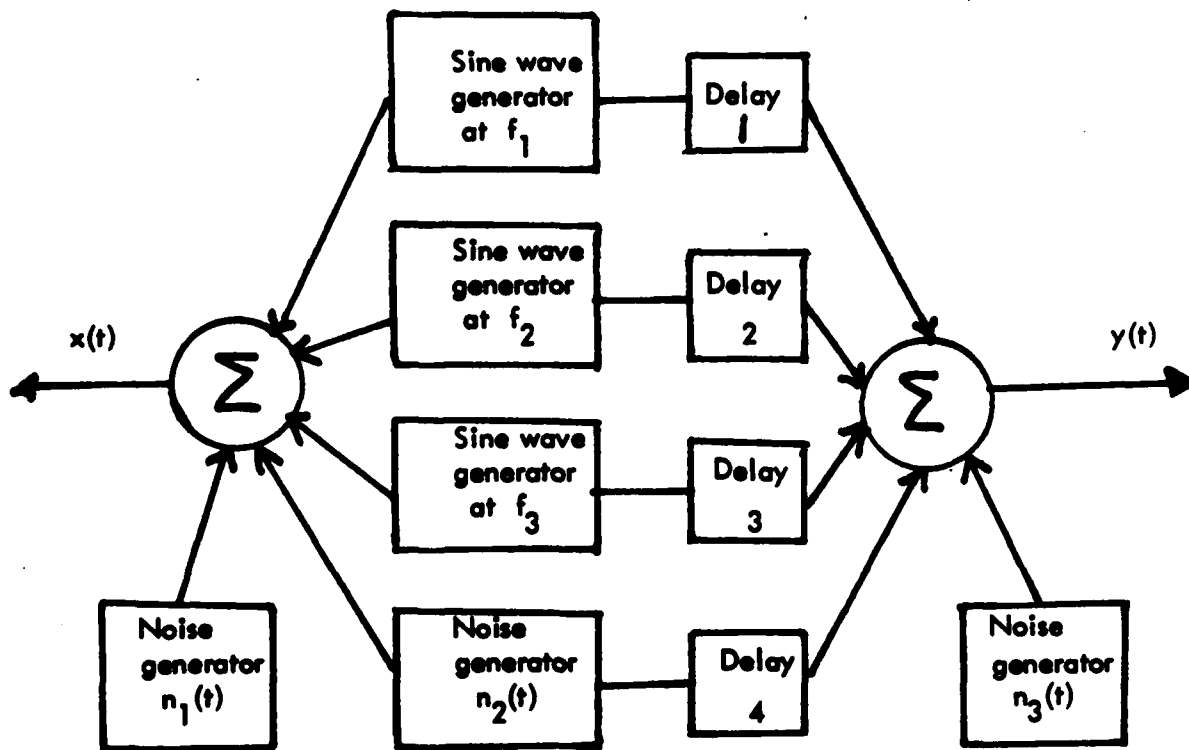 Sine wave
generator
at f₁
Delay
1
Sine wave
generator
at f₂
Delay
2
x(t)
Σ
y(t)
Σ
Sine wave
generator
at f₃
Delay
3
Noise
generator
n₁(t)
Noise
generator
n₂(t)
Delay
4
Noise
generator
n₃(t)